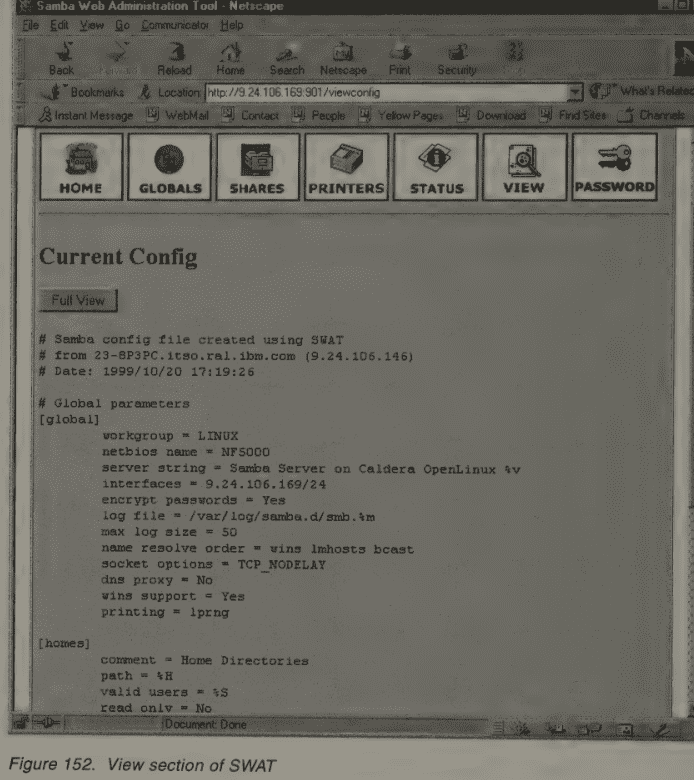 Samba Web Administration Tool - Netscape
File Edit View Go Communicator Help
Back Reload Home Search Netscape Print Security
Bookmarks Location: http://9.24.106.169:901/viewconfig What's Related
Instant Message WebMail Contact People Yellow Pages Download Find Sites Channels
HOME GLOBALS SHARES PRINTERS STATUS VIEW PASSWORD
Current Config
Full View
# Samba config file created using SWAT
# from 23-8P3PC.itso.ral.ibm.com (9.24.106.146)
# Date: 1999/10/20 17:19:26
# Global parameters
[global]
workgroup = LINUX
netbios name = NF5000
server string = Samba Server on Caldera OpenLinux %v
interfaces = 9.24.106.169/24
encrypt passwords = Yes
log file = /var/log/samba.d/smb.%m
max log size = 50
name resolve order = wins lmhosts bcast
socket options = TCP_NODELAY
dns proxy = No
wins support = Yes
printing = lprng
[homes]
comment = Home Directories
path = %H
valid users = %S
read only = No
Document: Done
Figure 152. View section of SWAT